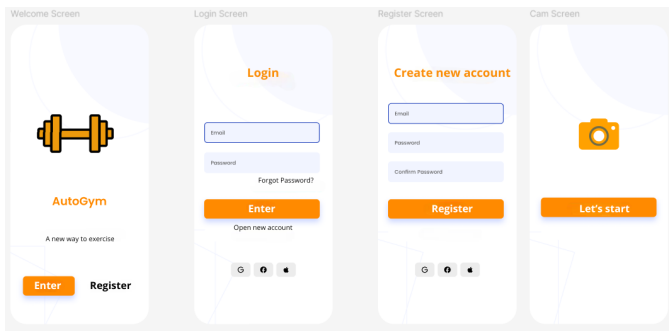 Welcome Screen
AutoGym
A new way to exercise
Enter
Register
Login Screen
Login
Email
Password
Forgot Password?
Enter
Open new account
G
Register Screen
Create new account
Email
Password
Confirm Password
Register
G
Cam Screen
Let's start